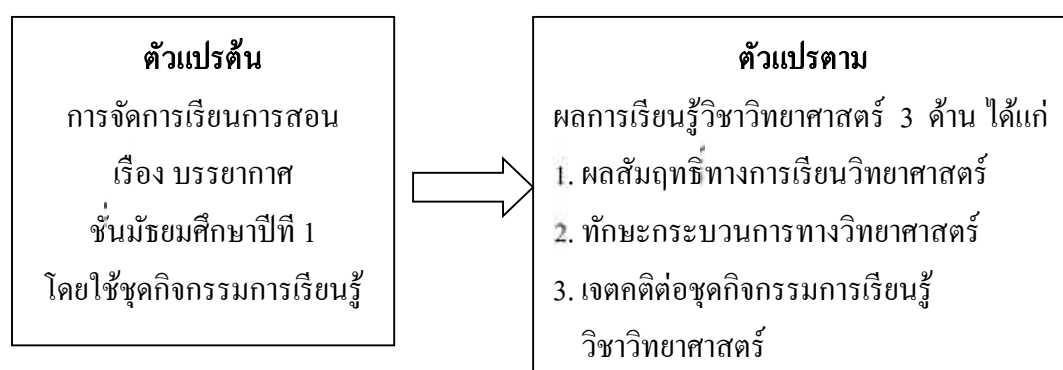 ตัวแปรต้น
การจัดการเรียนการสอน
เรื่อง บรรยากาศ
ชั้นมัธยมศึกษาปีที่ 1
โดยใช้ชุดกิจกรรมการเรียนรู้
ตัวแปรตาม
ผลการเรียนรู้วิชาวิทยาศาสตร์ 3 ด้าน ได้แก่
1. ผลสัมฤทธิ์ทางการเรียนวิทยาศาสตร์
2. ทักษะกระบวนการทางวิทยาศาสตร์
3. เจตคติต่อชุดกิจกรรมการเรียนรู้
วิชาวิทยาศาสตร์